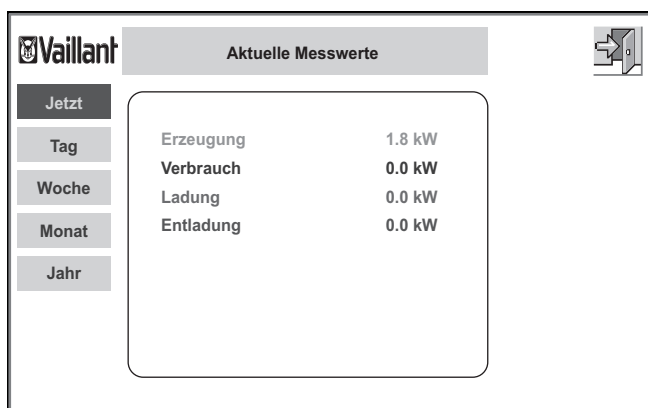 Vaillant
Aktuelle Messwerte
Jetzt
Tag
Woche
Monat
Jahr
Erzeugung 1.8 kW
Verbrauch 0.0 kW
Ladung 0.0 kW
Entladung 0.0 kW